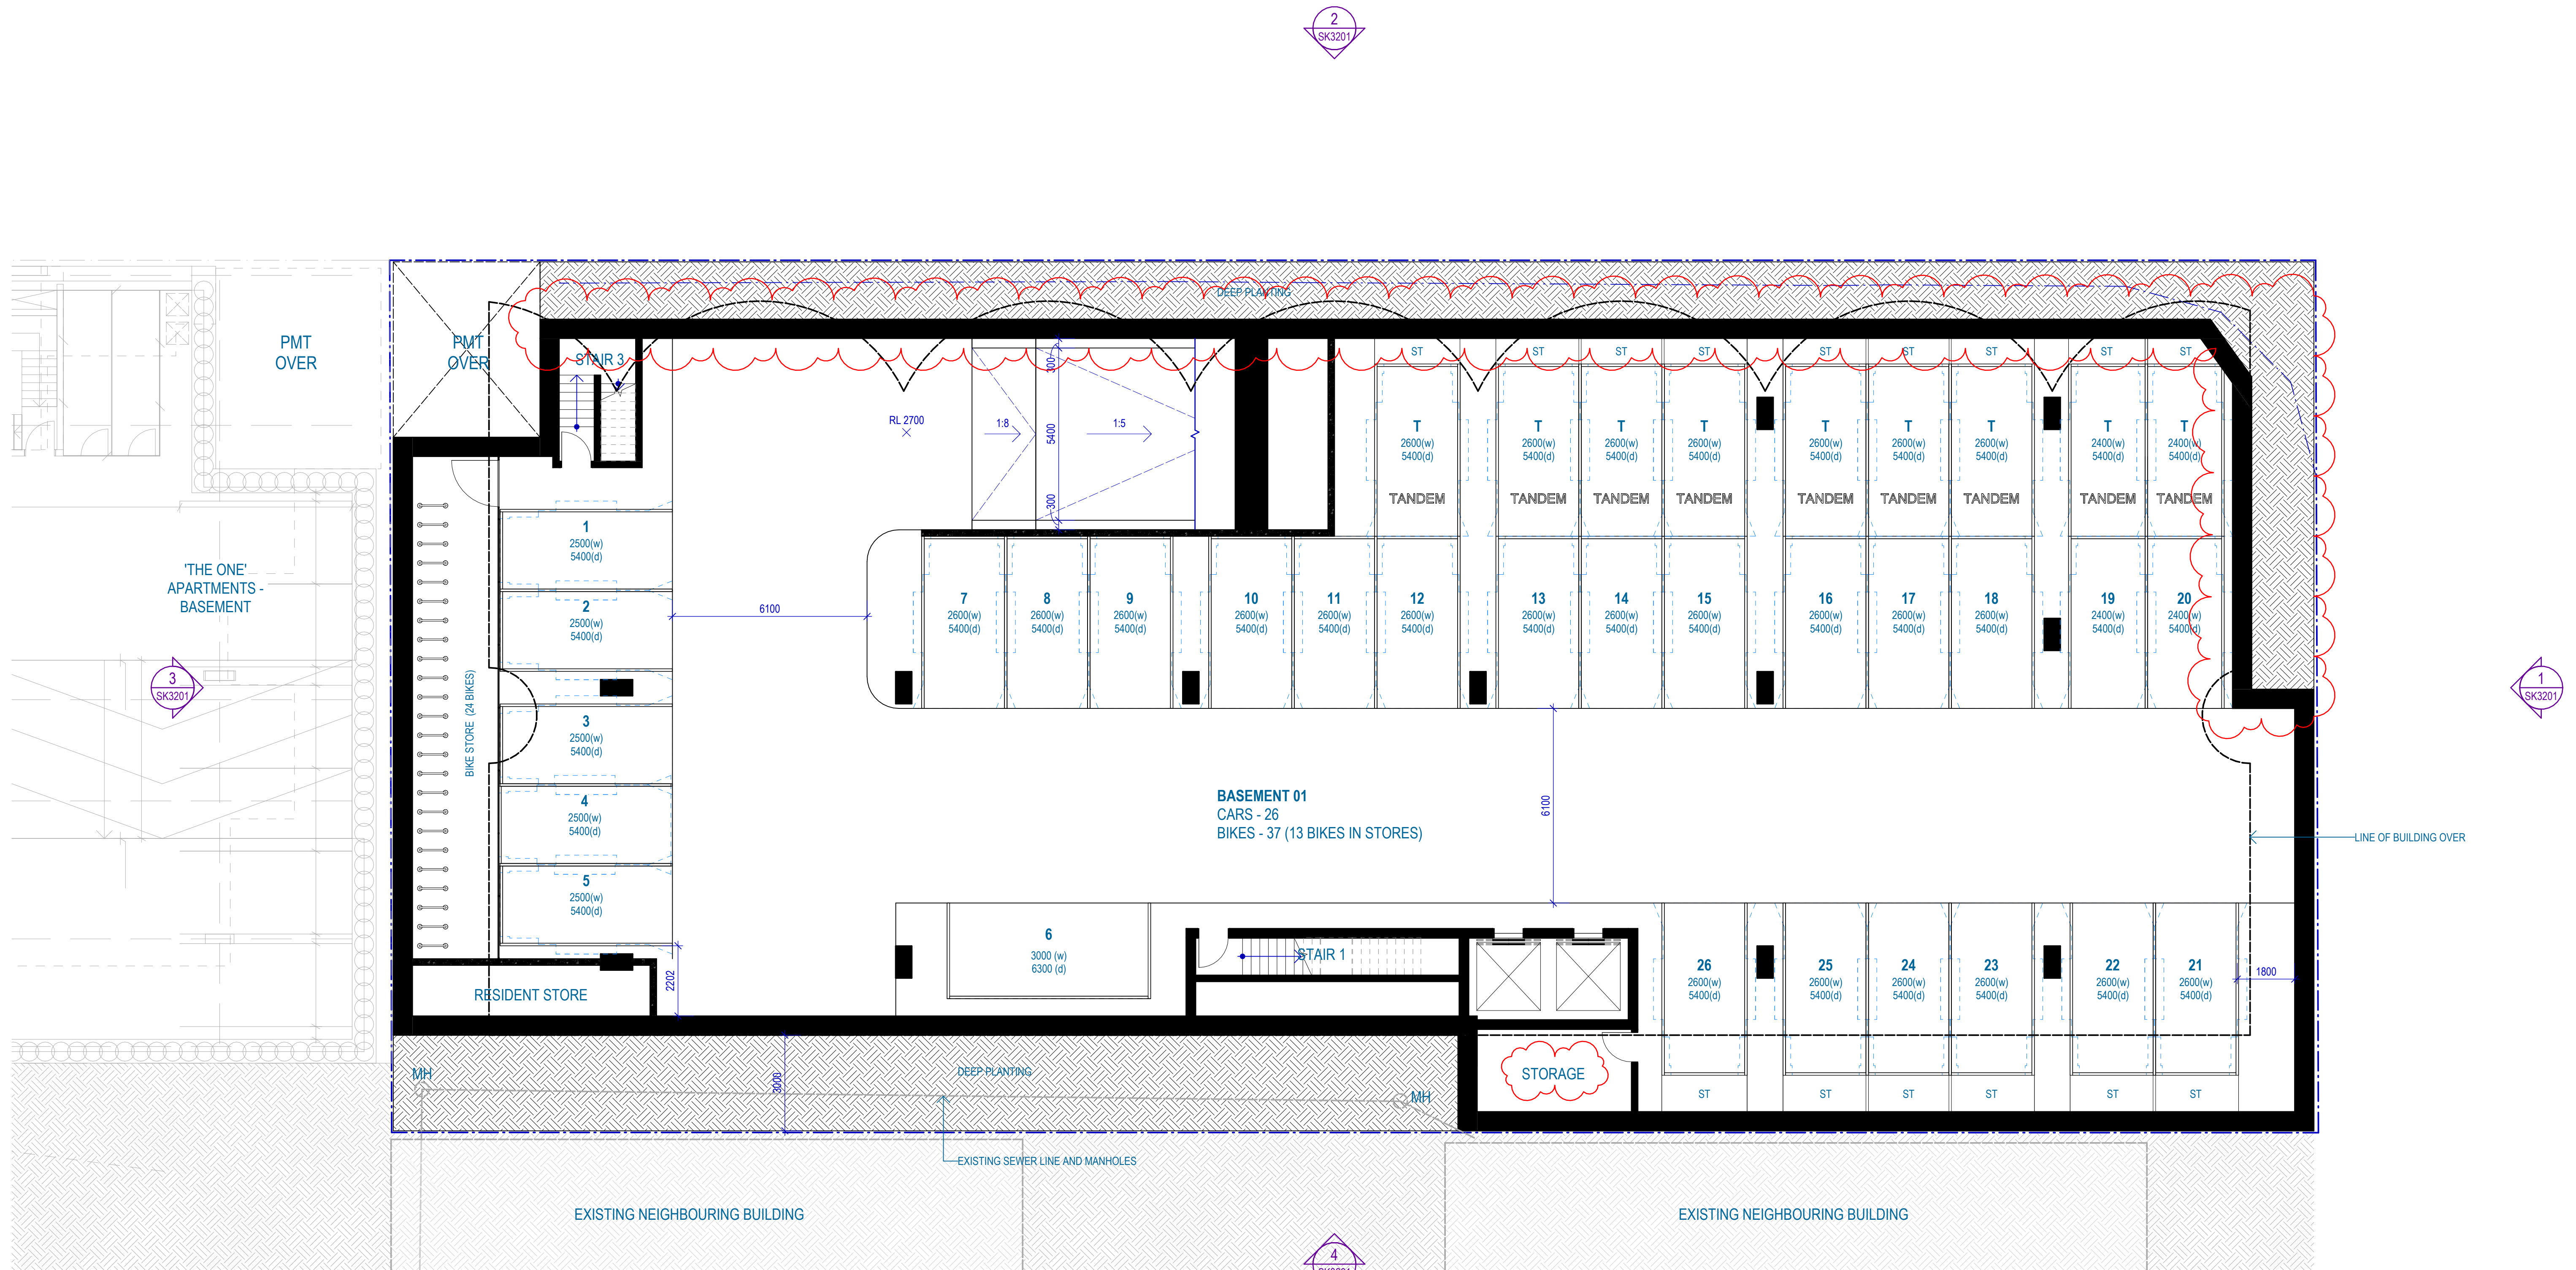 2
SK3201
DEEP PLANTING
PMT
OVER
PMT
OVER
STAIR 3
300
5400
300
RL 2700
1:8
1:5
ST
ST
ST
ST
ST
ST
ST
ST
ST
T
2600(w)
5400(d)
TANDEM
T
2600(w)
5400(d)
TANDEM
T
2600(w)
5400(d)
TANDEM
T
2600(w)
5400(d)
TANDEM
T
2600(w)
5400(d)
TANDEM
T
2600(w)
5400(d)
TANDEM
T
2600(w)
5400(d)
TANDEM
T
2400(w)
5400(d)
TANDEM
T
2400(w)
5400(d)
TANDEM
'THE ONE'
APARTMENTS -
BASEMENT
3
SK3201
BIKE STORE (24 BIKES)
1
2500(w)
5400(d)
2
2500(w)
5400(d)
3
2500(w)
5400(d)
4
2500(w)
5400(d)
5
2500(w)
5400(d)
6100
7
2600(w)
5400(d)
8
2600(w)
5400(d)
9
2600(w)
5400(d)
10
2600(w)
5400(d)
11
2600(w)
5400(d)
12
2600(w)
5400(d)
13
2600(w)
5400(d)
14
2600(w)
5400(d)
15
2600(w)
5400(d)
16
2600(w)
5400(d)
17
2600(w)
5400(d)
18
2600(w)
5400(d)
19
2400(w)
5400(d)
20
2400(w)
5400(d)
1
SK3201
BASEMENT 01
CARS - 26
BIKES - 37 (13 BIKES IN STORES)
6100
LINE OF BUILDING OVER
6
3000 (w)
6300 (d)
STAIR 1
2202
RESIDENT STORE
26
2600(w)
5400(d)
25
2600(w)
5400(d)
24
2600(w)
5400(d)
23
2600(w)
5400(d)
22
2600(w)
5400(d)
21
2600(w)
5400(d)
1800
MH
3000
DEEP PLANTING
MH
STORAGE
ST
ST
ST
ST
ST
ST
EXISTING SEWER LINE AND MANHOLES
EXISTING NEIGHBOURING BUILDING
EXISTING NEIGHBOURING BUILDING
4